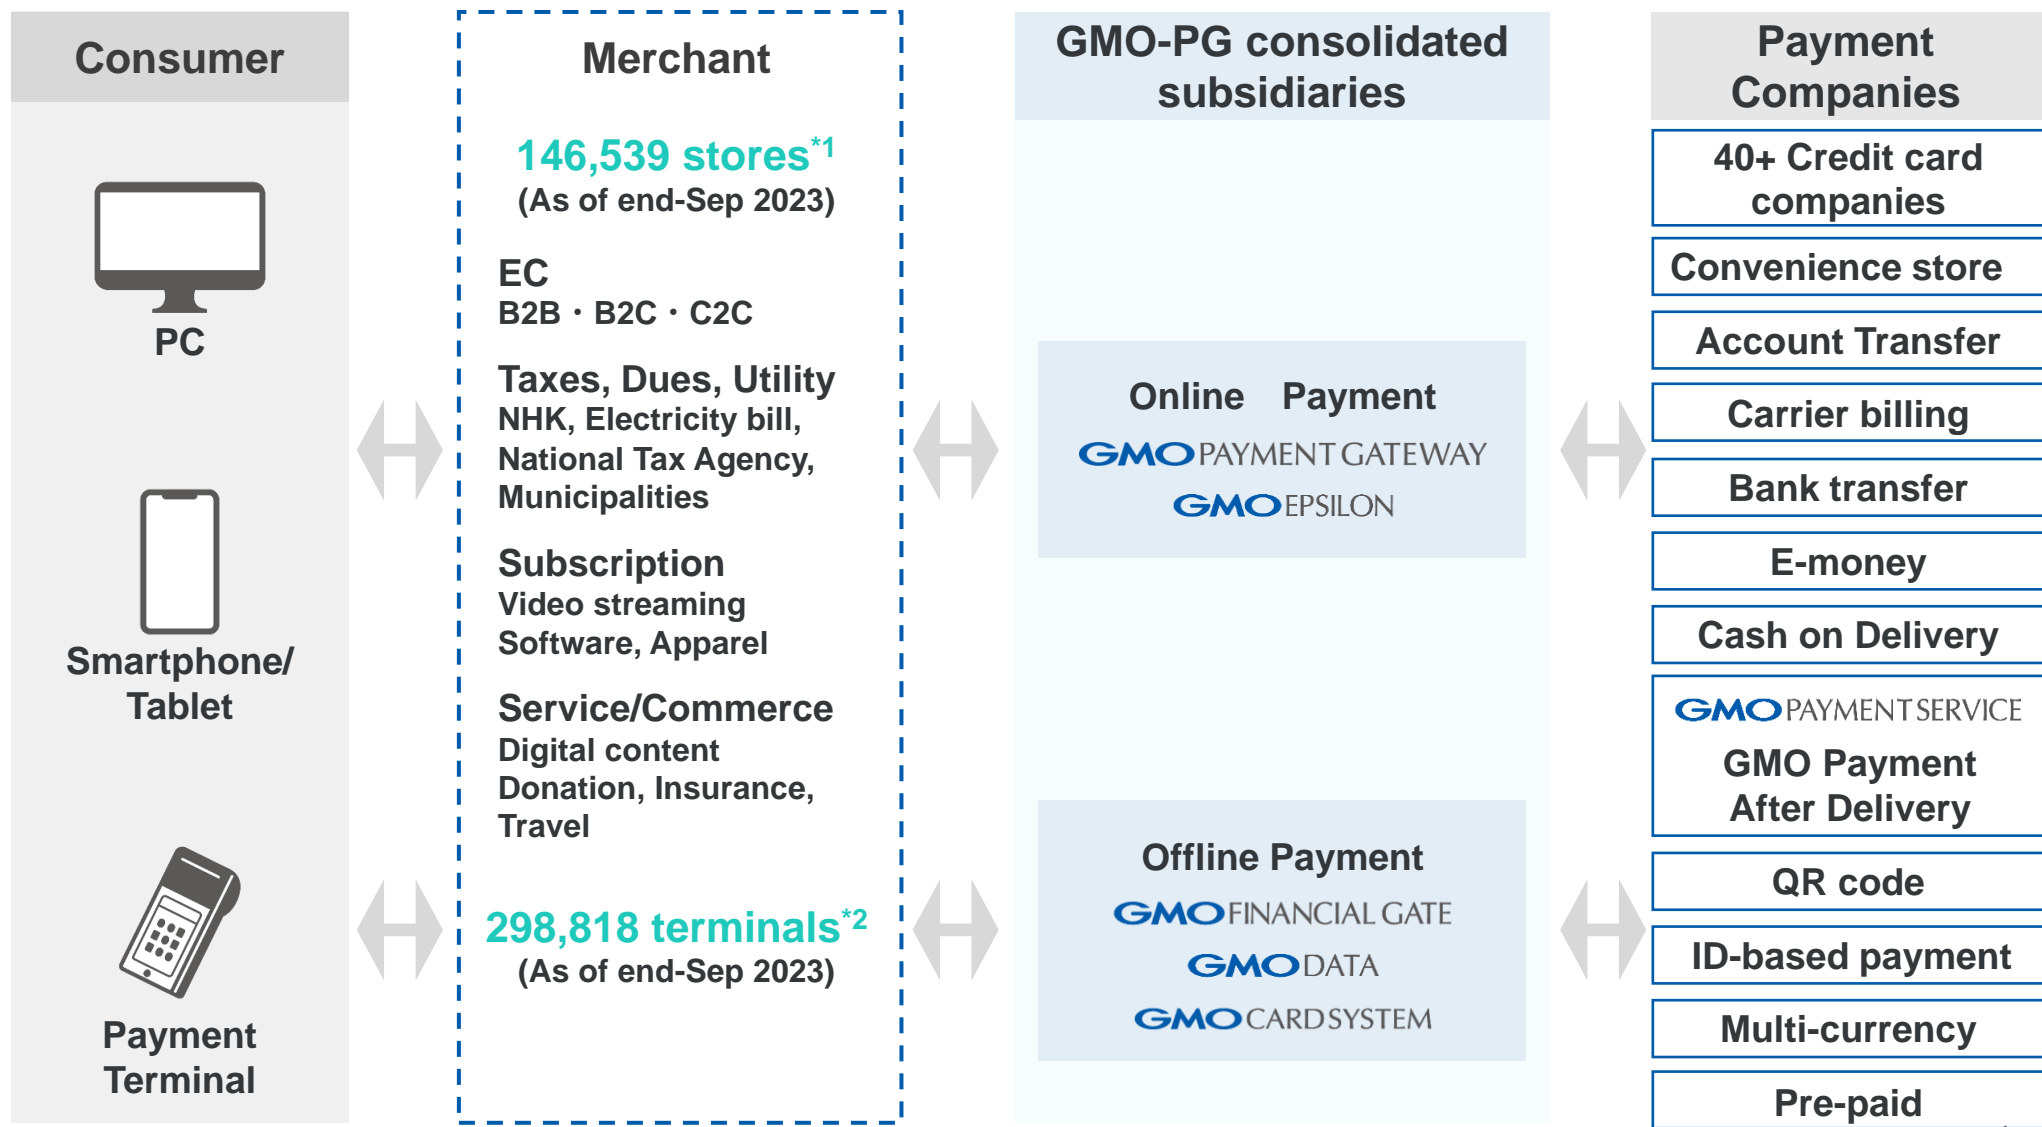 Consumer
PC
Smartphone/
Tablet
Payment
Terminal
Merchant
146,539 stores*1
(As of end-Sep 2023)
EC
B2B・B2C・C2C
Taxes, Dues, Utility
NHK, Electricity bill,
National Tax Agency,
Municipalities
Subscription
Video streaming
Software, Apparel
Service/Commerce
Digital content
Donation, Insurance,
Travel
298,818 terminals*2
(As of end-Sep 2023)
GMO-PG consolidated
subsidiaries
Online Payment
GMO PAYMENT GATEWAY
GMO EPSILON
Offline Payment
GMO FINANCIAL GATE
GMO DATA
GMO CARD SYSTEM
Payment
Companies
40+ Credit card
companies
Convenience store
Account Transfer
Carrier billing
Bank transfer
E-money
Cash on Delivery
GMO PAYMENT SERVICE
GMO Payment
After Delivery
QR code
ID-based payment
Multi-currency
Pre-paid